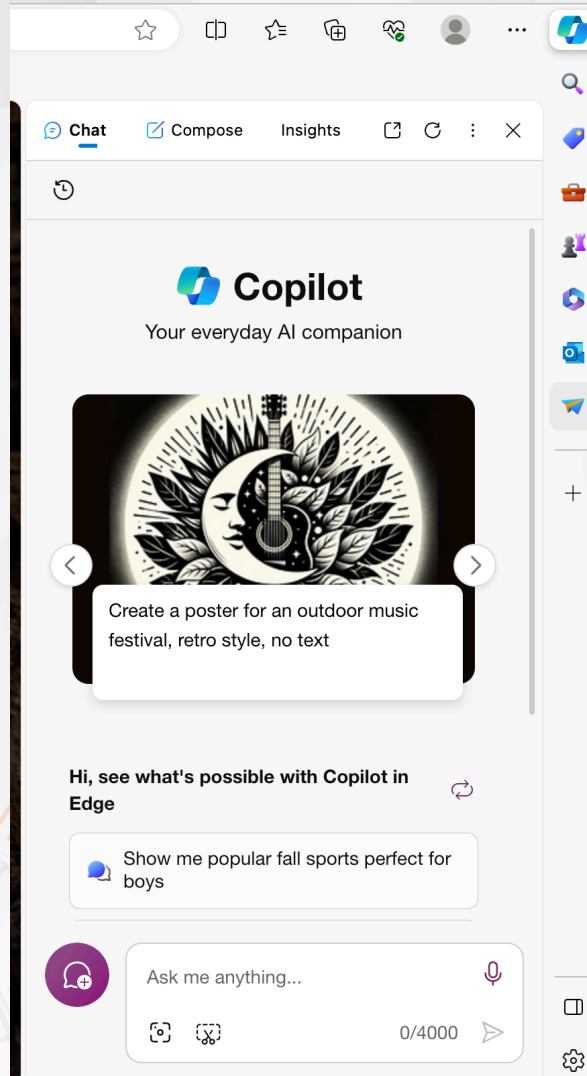 Chat Compose Insights
Copilot
Your everyday AI companion
Create a poster for an outdoor music
festival, retro style, no text
Hi, see what's possible with Copilot in
Edge
Show me popular fall sports perfect for
boys
Ask me anything...
0/4000